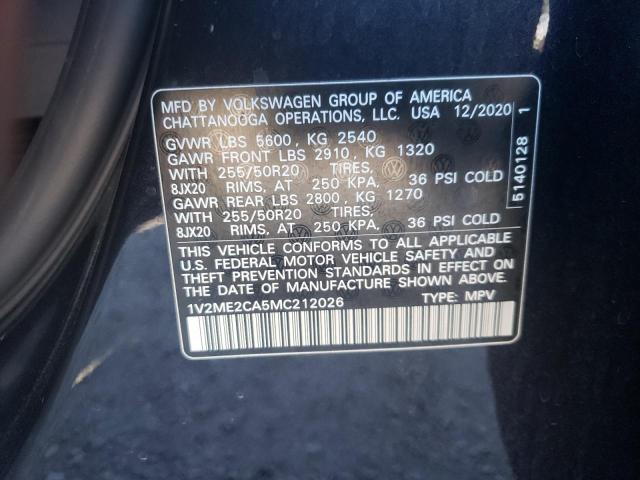 MFD BY VOLKSWAGEN GROUP OF AMERICA
CHATTANOOGA OPERATIONS, LLC. USA 12/2020
GVWR LBS 5600, KG 2540
GAWR FRONT LBS 2910, KG 1320
WITH 255/50R20 TIRES,
8JX20 RIMS, AT 250 KPA, 36 PSI COLD
GAWR REAR LBS 2800, KG 1270
WITH 255/50R20 TIRES,
8JX20 RIMS, AT 250 KPA, 36 PSI COLD
THIS VEHICLE CONFORMS TO ALL APPLICABLE
U.S. FEDERAL MOTOR VEHICLE SAFETY AND
THEFT PREVENTION STANDARDS IN EFFECT ON
THE DATE OF MANUFACTURE SHOWN ABOVE.
1V2ME2CA5MC212026 TYPE: MPV
5140128 1